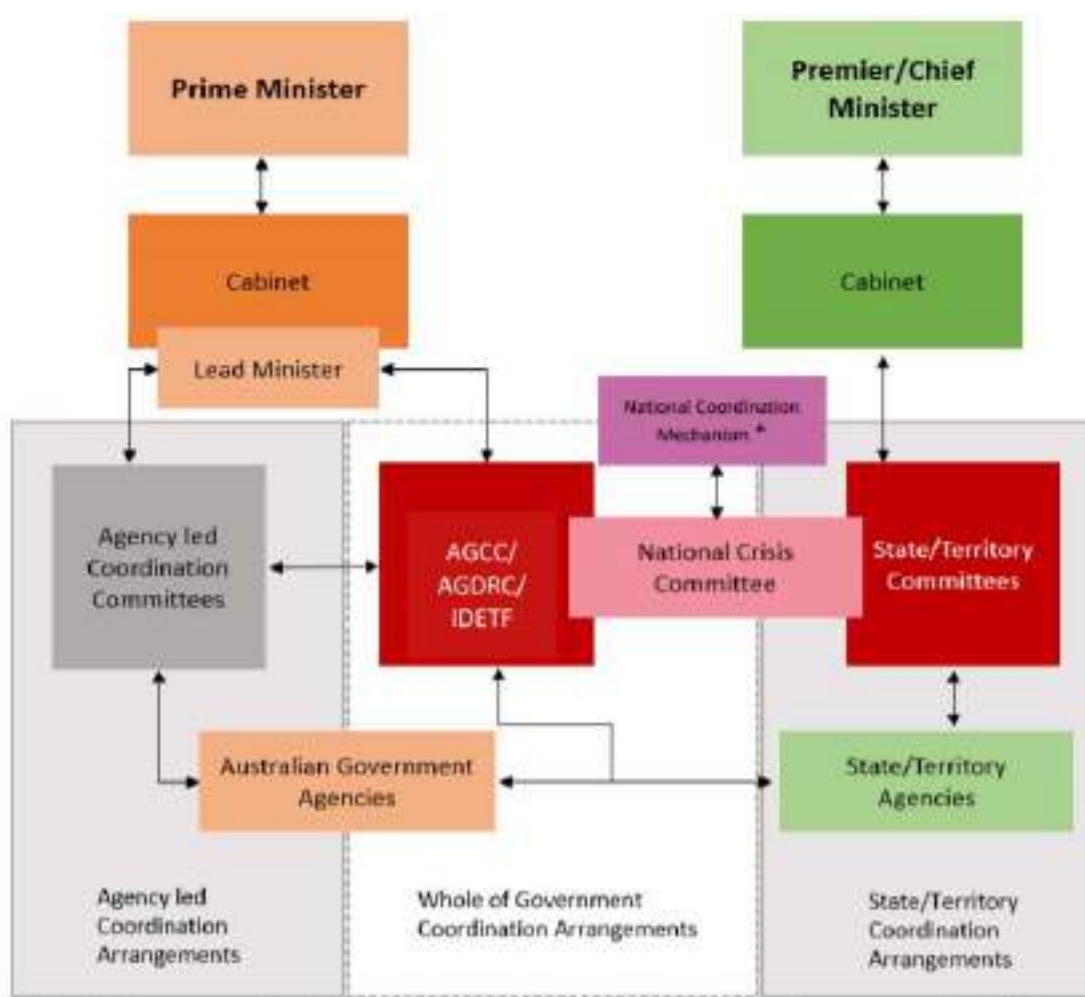 Prime Minister
Premier/Chief
Minister
Cabinet
Cabinet
Lead Minister
National Coordination
Mechanism *
Agency led
Coordination
Committees
AGCC/
AGDRC/
IDETF
National Crisis
Committee
State/Territory
Committees
Australian Government
Agencies
State/Territory
Agencies
Agency led
Coordination
Arrangements
Whole of Government
Coordination Arrangements
State/Territory
Coordination
Arrangements